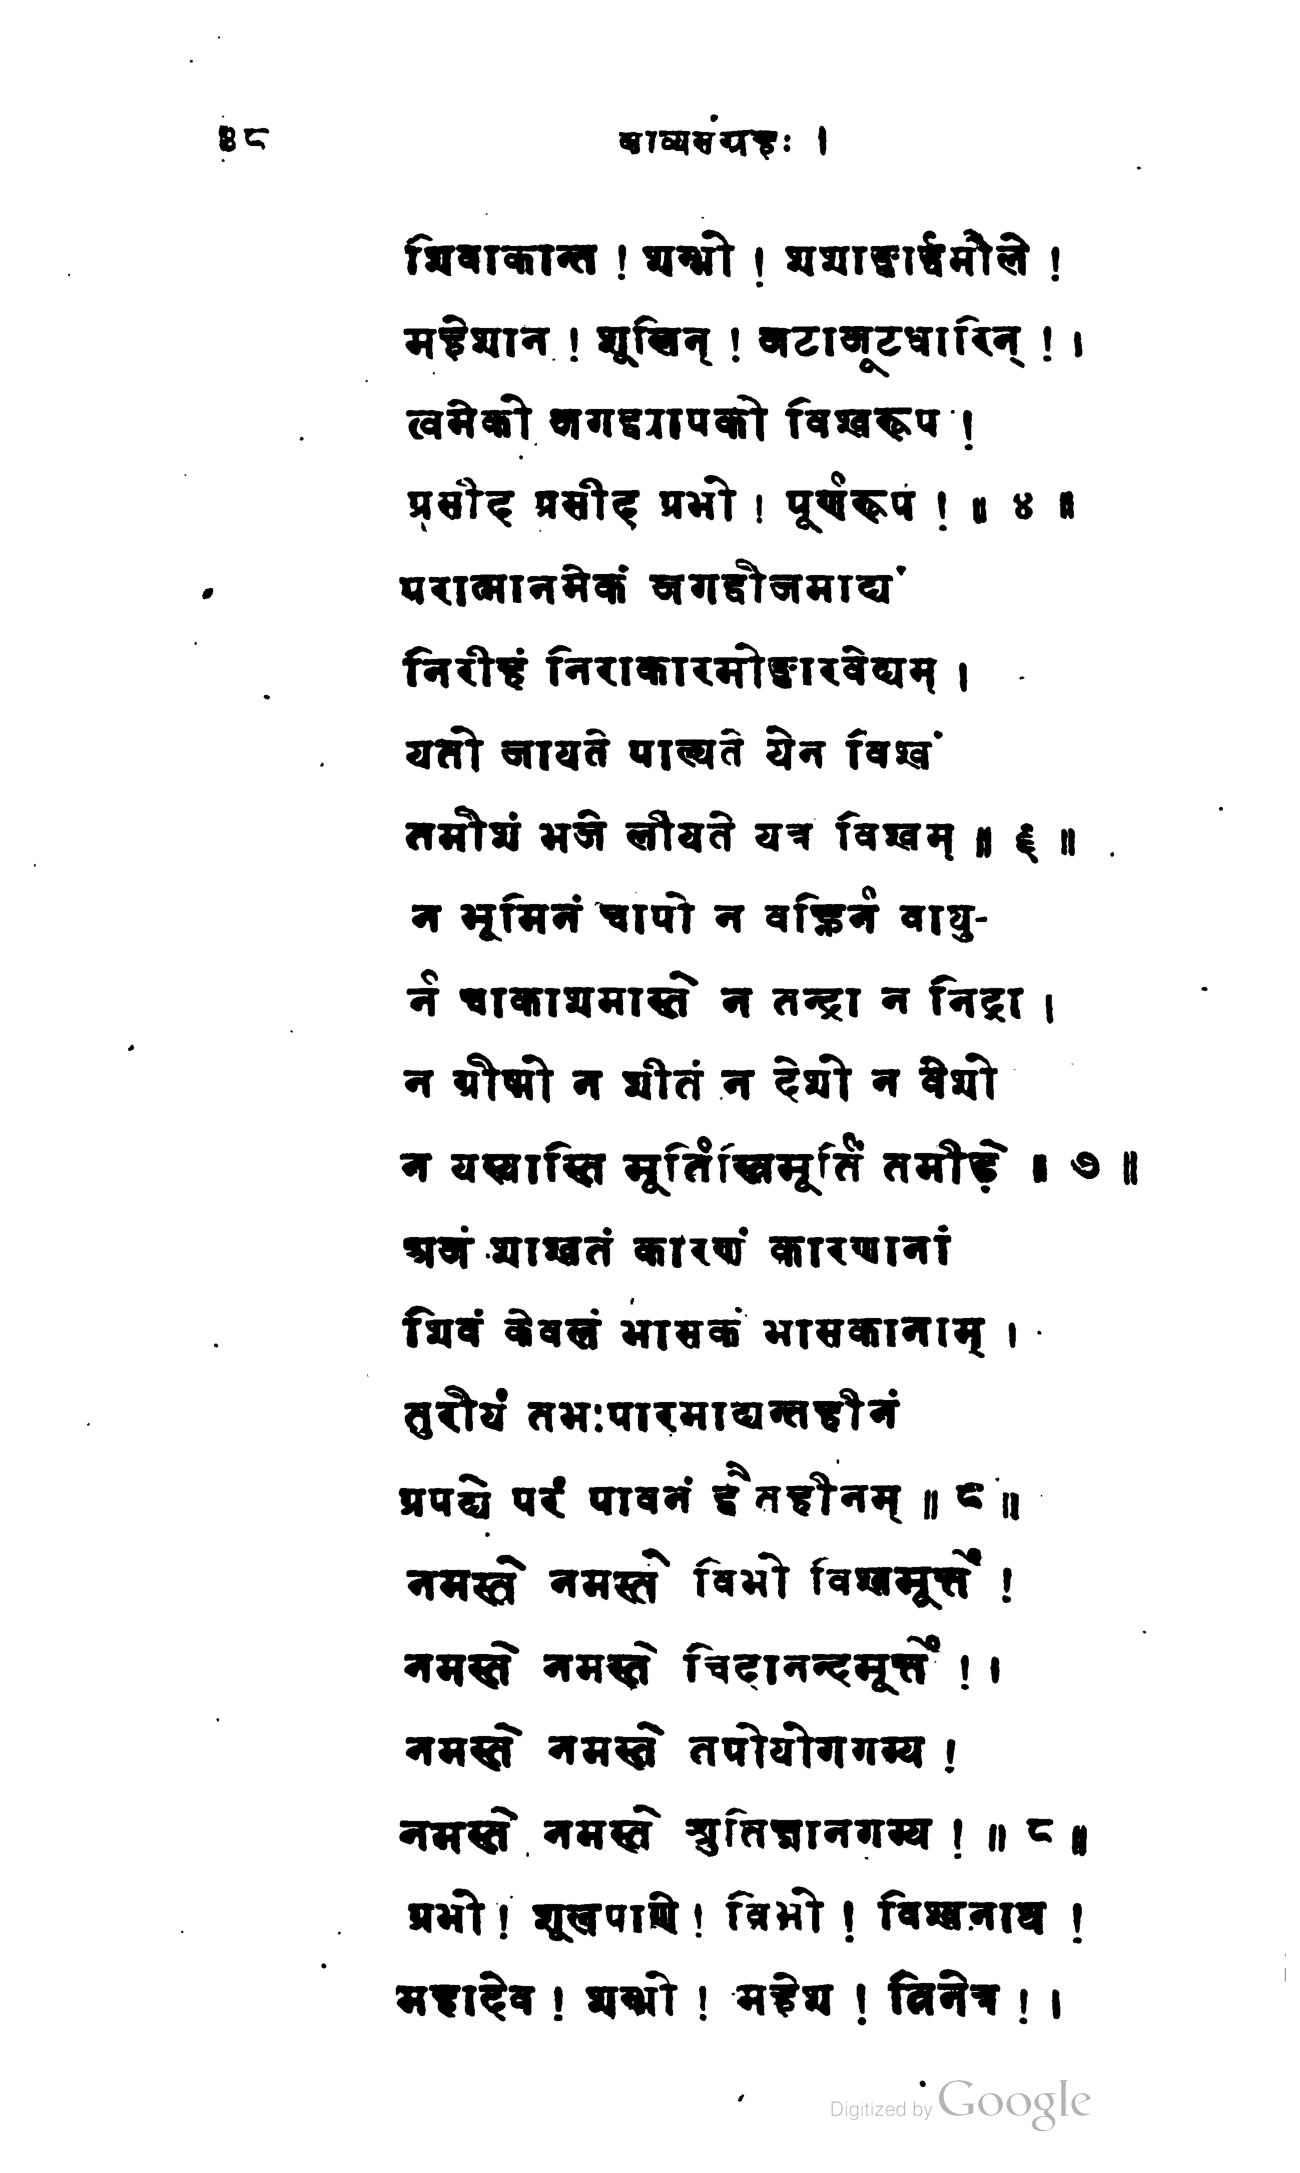 ४८ काव्यसंग्रहः ।
शिवाकान्त ! शम्भो ! शशाङ्कार्द्धमौले !
महेशान ! शूलिन् ! जटाजूटधारिन् ! ।
त्वमेको जगद्व्यापको विश्वरूप !
प्रसीद प्रसीद प्रभो ! पूर्णरूप ! ॥ ४ ॥
परात्मानमेकं जगद्वीजमाद्यं
निरीहं निराकारमोङ्कारवेद्यम् ।
यतो जायते पाल्यते येन विश्वं
तमीशं भजे लीयते यत्र विश्वम् ॥ ६ ॥
न भूमिर्नं चापो न वह्निर्न वायु-
र्न चाकाशमास्ते न तन्द्रा न निद्रा ।
न ग्रीष्मो न शीतं न देशो न वेशो
न यस्यास्ति मूर्तिस्त्रिमूर्तिं तमीड़े ॥ ७ ॥
अजं शाश्वतं कारणं कारणानां
शिवं केवलं भासकं भासकानाम् ।
तुरीयं तमःपारमाद्यन्तहीनं
प्रपद्ये परं पावनं द्वैतहीनम् ॥ ८ ॥
नमस्ते नमस्ते विभो विश्वमूर्त्ते !
नमस्ते नमस्ते चिदानन्दमूर्त्ते ! ।
नमस्ते नमस्ते तपोयोगगम्य !
नमस्ते नमस्ते श्रुतिज्ञानगम्य ! ॥ ८ ॥
प्रभो ! शूलपाणे ! विभो ! विश्वनाथ !
महादेव ! शम्भो ! महेश ! त्रिनेत्र ! ।
Digitized by Google